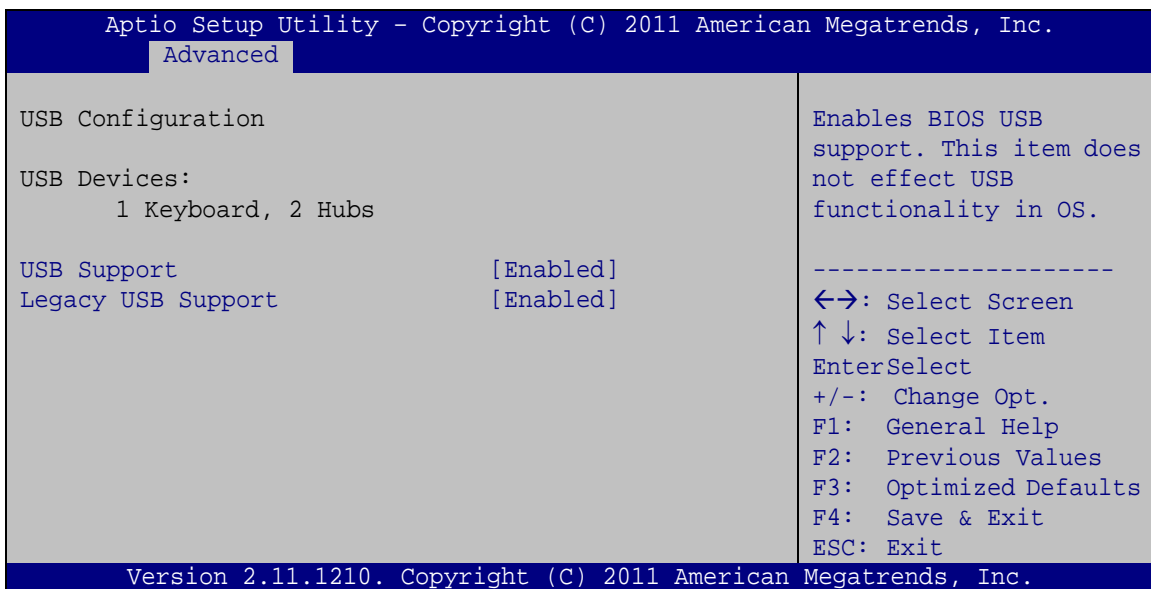 Aptio Setup Utility – Copyright (C) 2011 American Megatrends, Inc.
Advanced
USB Configuration
USB Devices:
1 Keyboard, 2 Hubs
USB Support [Enabled]
Legacy USB Support [Enabled]
Enables BIOS USB
support. This item does
not effect USB
functionality in OS.
---------------------
←→: Select Screen
↑ ↓: Select Item
EnterSelect
+/-: Change Opt.
F1: General Help
F2: Previous Values
F3: Optimized Defaults
F4: Save & Exit
ESC: Exit
Version 2.11.1210. Copyright (C) 2011 American Megatrends, Inc.